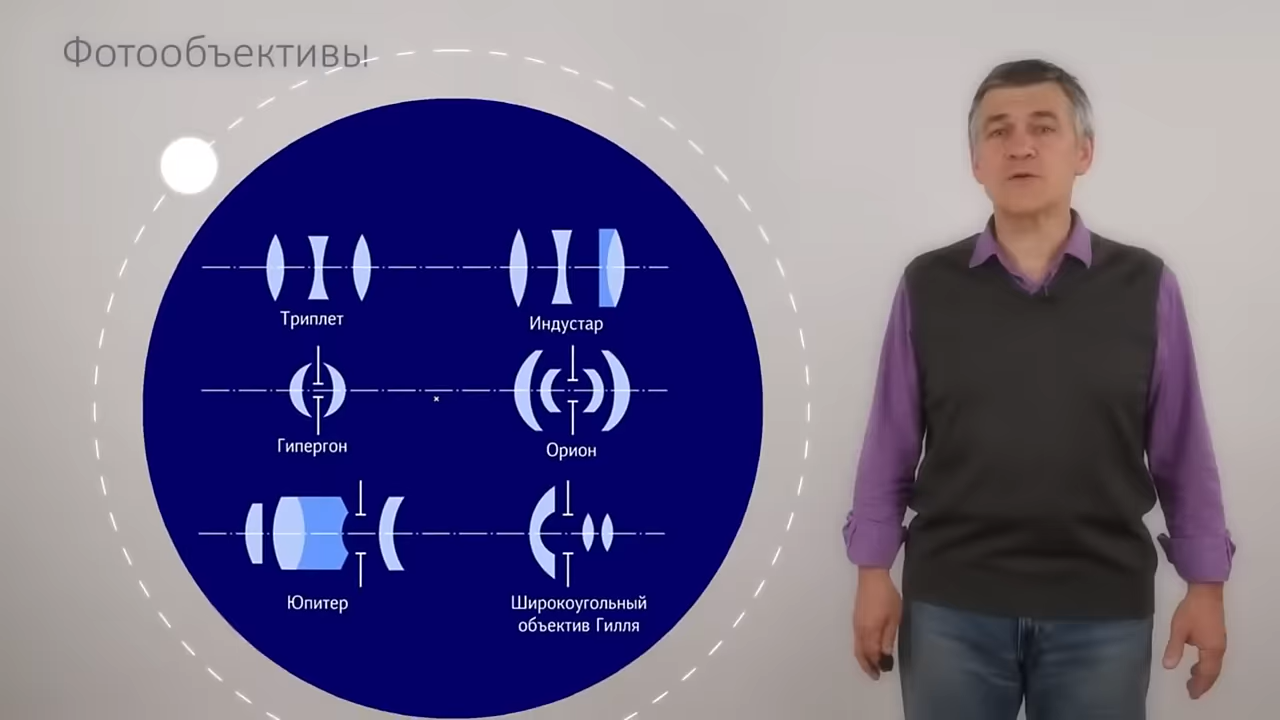 Фотообъективы
Триплет
Индустар
Гипергон
Орион
Юпитер
Широкоугольный
объектив Гилля